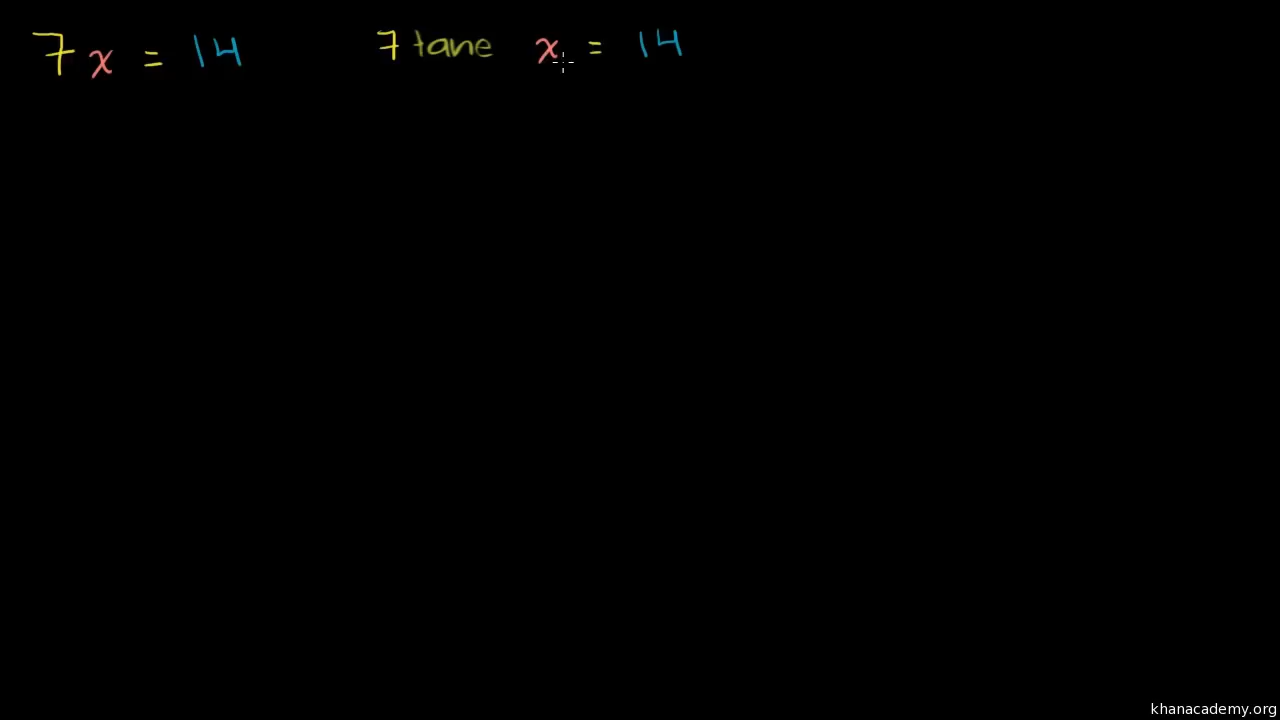 7x = 14 7 tane x = 14
khanacademy.org